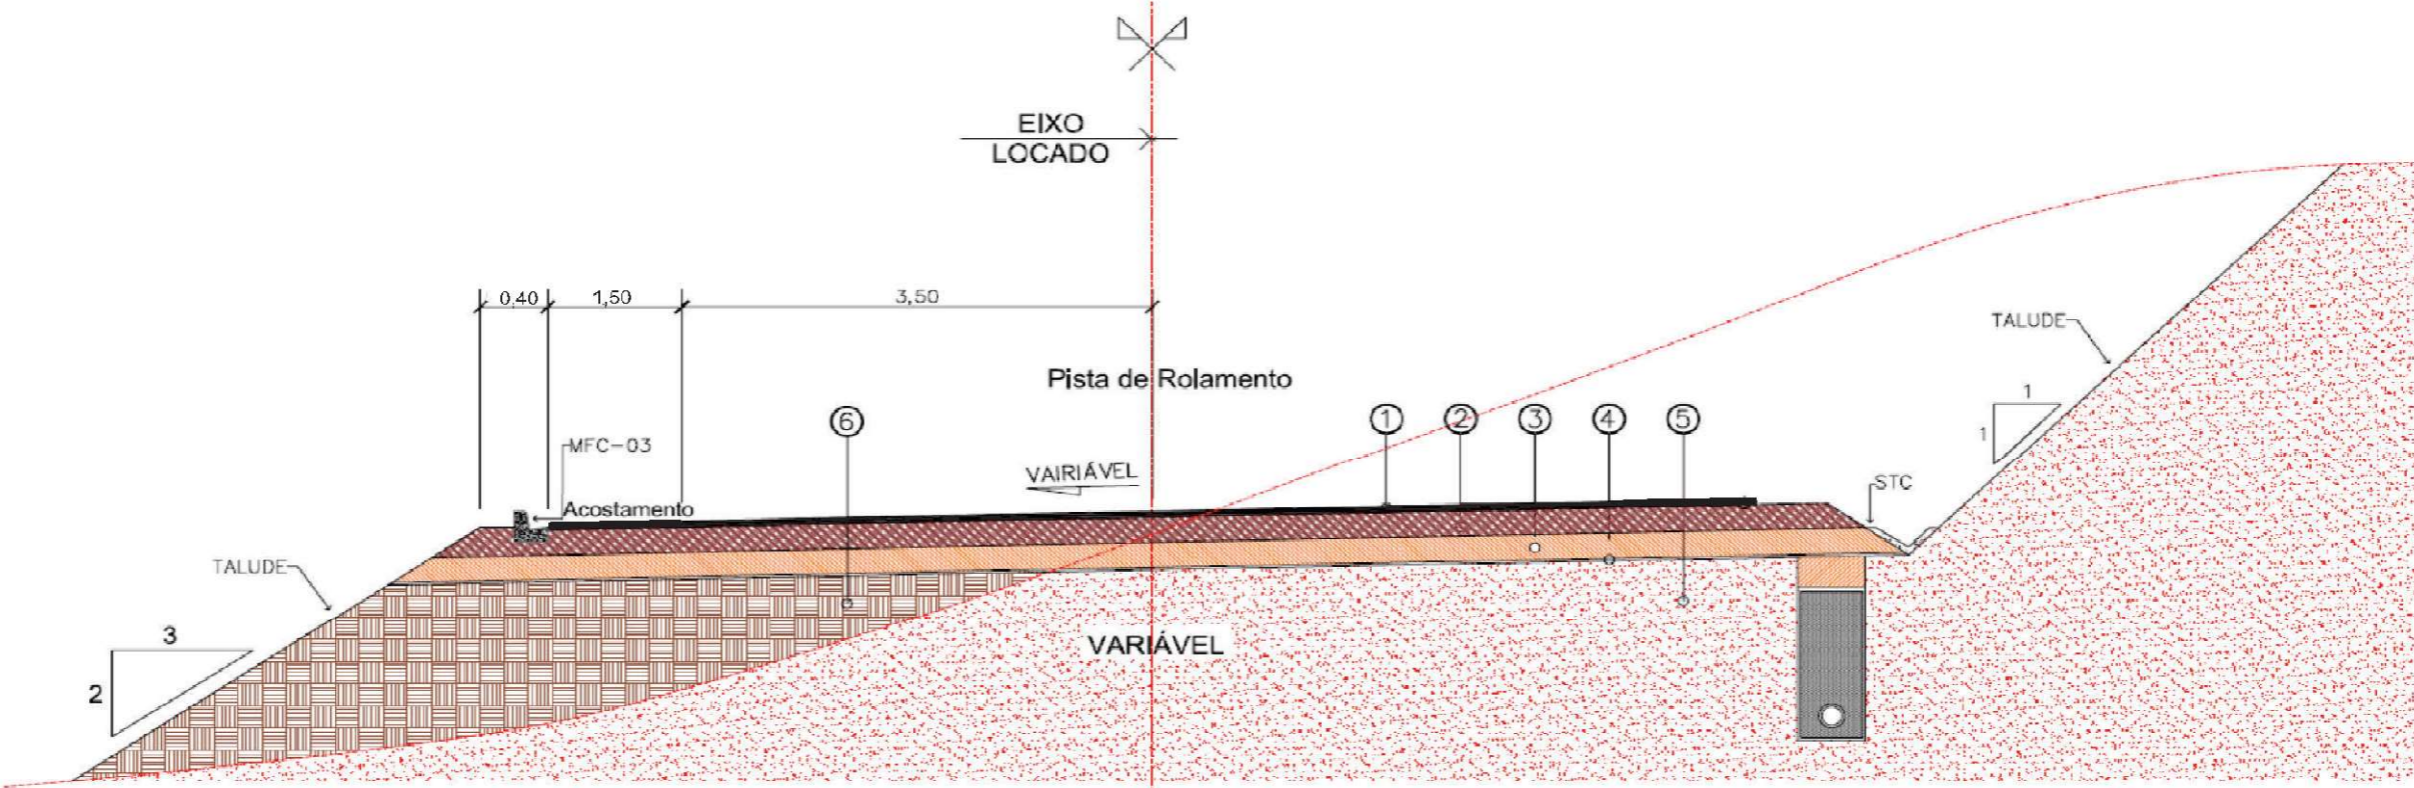 EIXO
LOCADO
0,40 1,50 3,50
TALUDE
Pista de Rolamento
1
1
6 1 2 3 4 5
MFC-03
VAIRIÁVEL
STC
Acostamento
TALUDE
3
2
VARIÁVEL